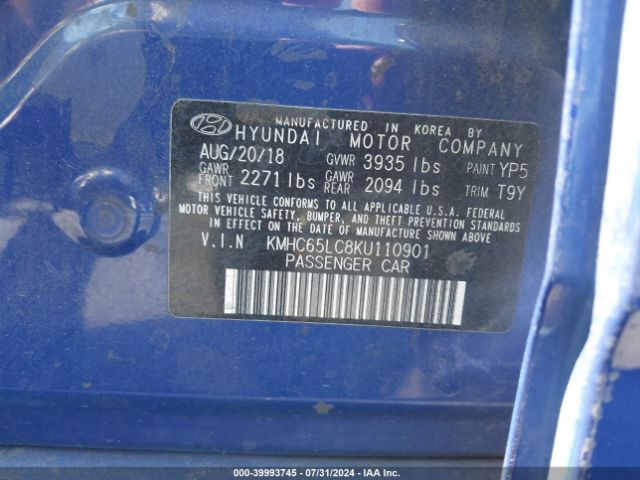 MANUFACTURED IN KOREA BY
HYUNDAI MOTOR COMPANY
AUG/20/18 GVWR 3935 lbs PAINT YP5
GAWR FRONT 2271 lbs GAWR REAR 2094 lbs TRIM T9Y
THIS VEHICLE CONFORMS TO ALL APPLICABLE U.S.A. FEDERAL
MOTOR VEHICLE SAFETY, BUMPER, AND THEFT PREVENTION STANDARDS
IN EFFECT ON THE DATE OF MANUFACTURE SHOWN ABOVE.
V.I.N KMHC65LC8KU110901
PASSENGER CAR
00-39993745 - 07/31/2024 - COPYRIGHT IAA, LLC.